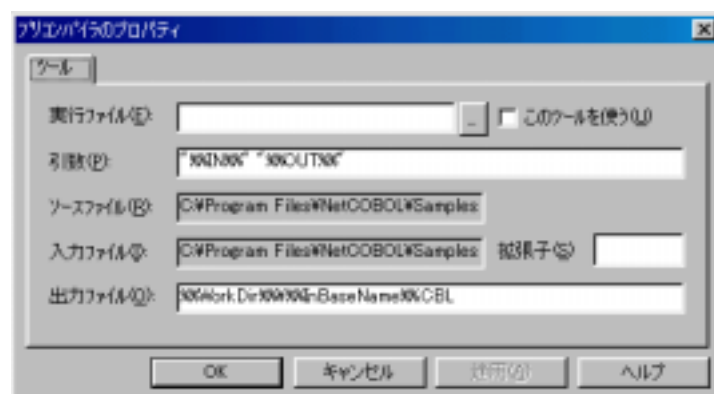 プリコンパイラのプロパティ
ツール
実行ファイル(E): ... □ このツールを使う(U)
引数(P): "%%IN%%" "%%OUT%%"
ソースファイル(R): C:¥Program Files¥NetCOBOL¥Samples
入力ファイル(I): C:¥Program Files¥NetCOBOL¥Samples 拡張子(S)
出力ファイル(O): %%WorkDir%%¥%%InBaseName%%.CBL
OK キャンセル 適用(A) ヘルプ